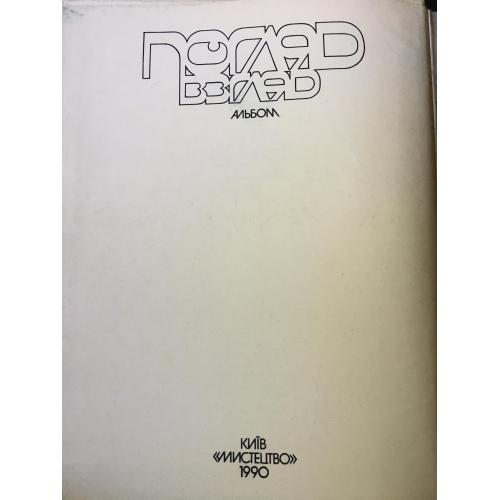 ПОГЛЯД
ВЗГЛЯД
АЛЬБОМ
КИЇВ
«МИСТЕЦТВО»
1990